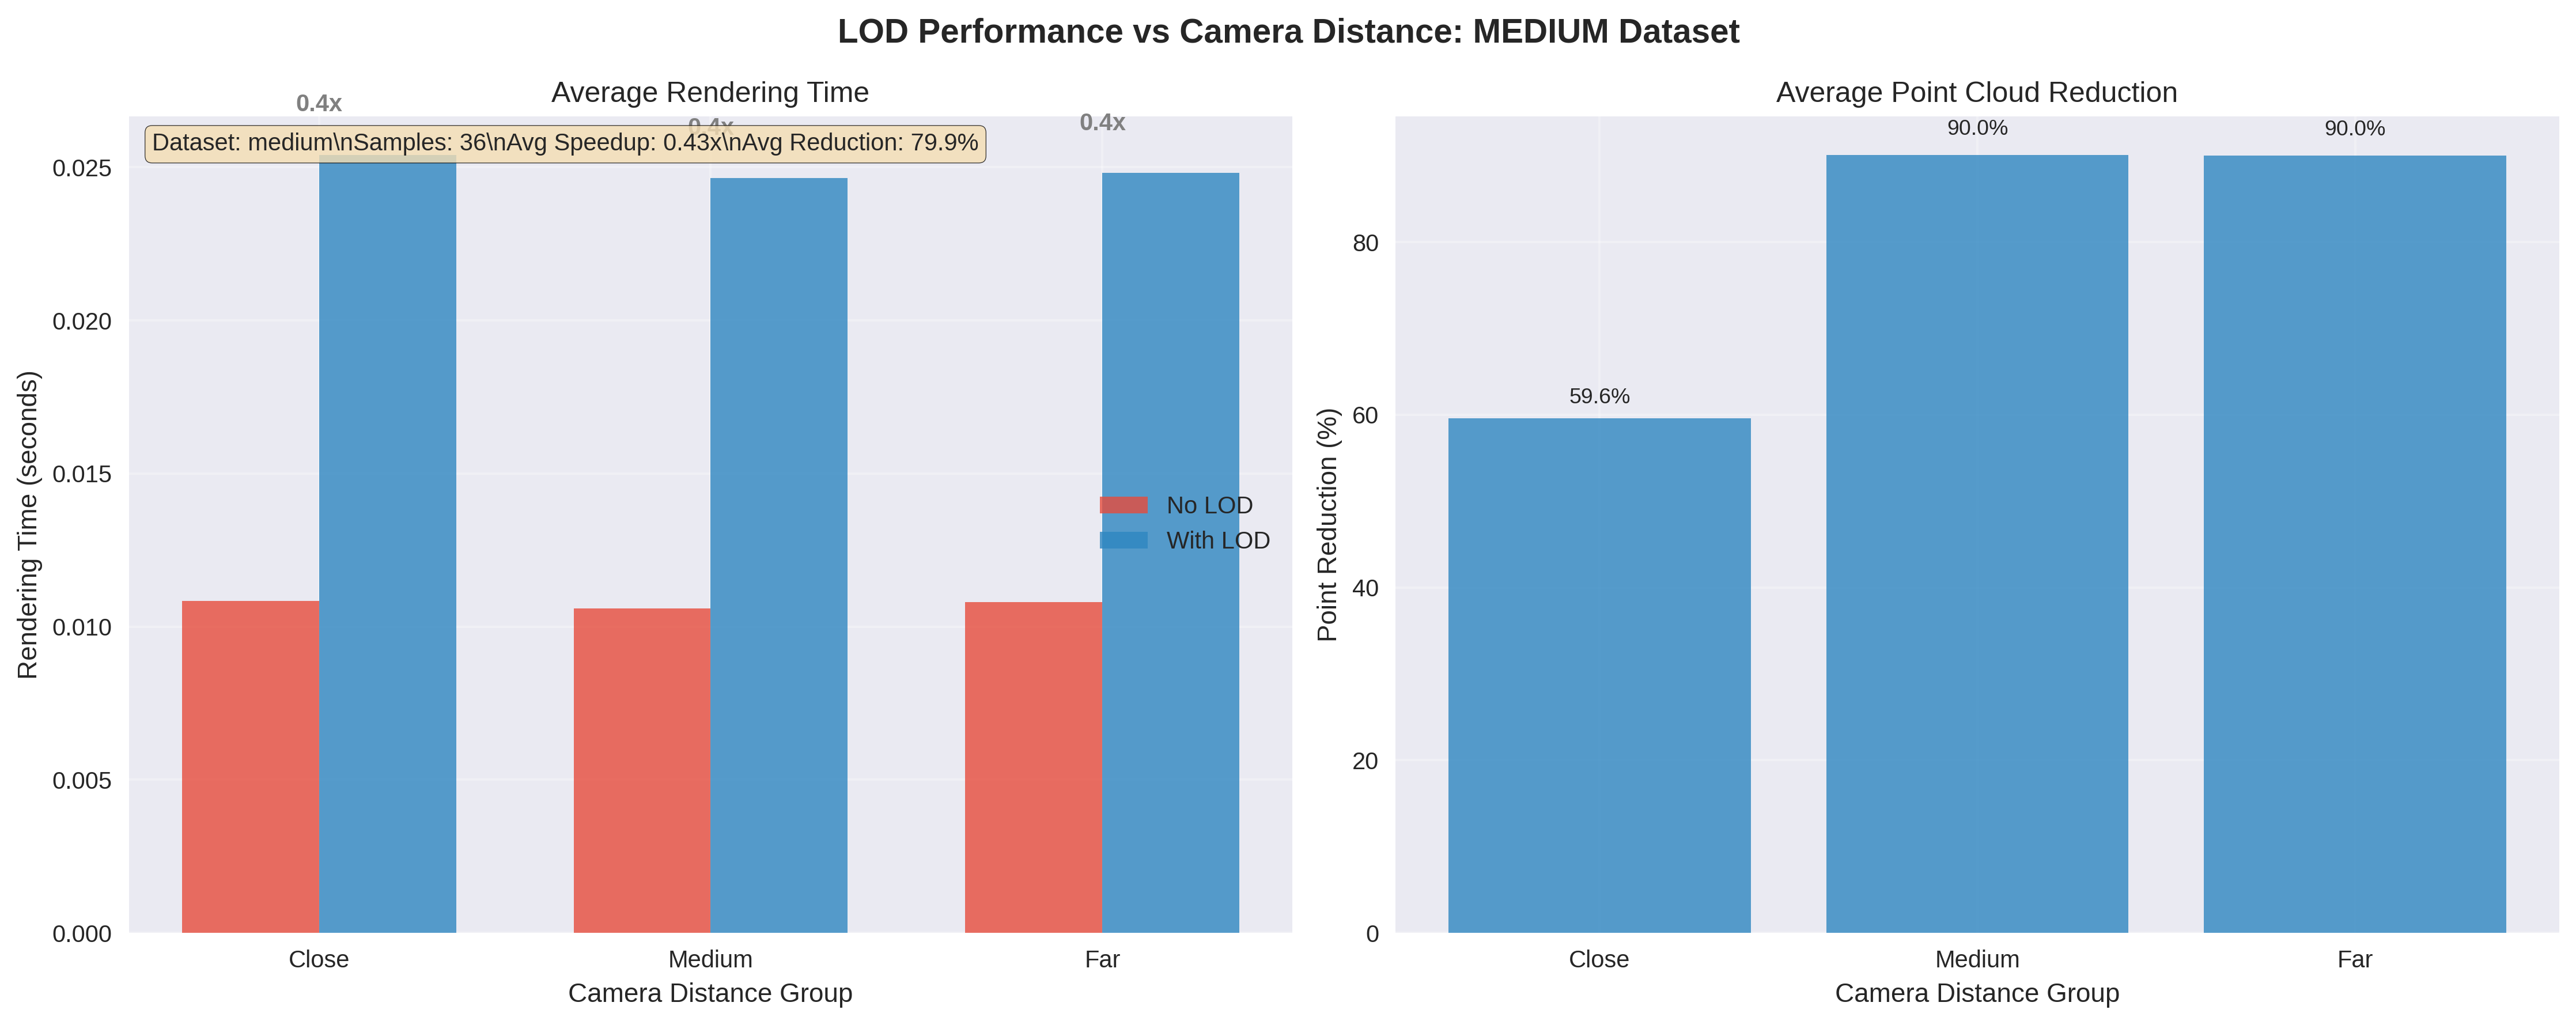 LOD Performance vs Camera Distance: MEDIUM Dataset
Average Rendering Time
0.4x
0.4x
0.4x
Dataset: medium\nSamples: 36\nAvg Speedup: 0.43x\nAvg Reduction: 79.9%
0.025
0.020
0.015
0.010
0.005
0.000
Rendering Time (seconds)
No LOD
With LOD
Close
Medium
Far
Camera Distance Group
Average Point Cloud Reduction
90.0%
90.0%
59.6%
80
60
40
20
0
Point Reduction (%)
Close
Medium
Far
Camera Distance Group